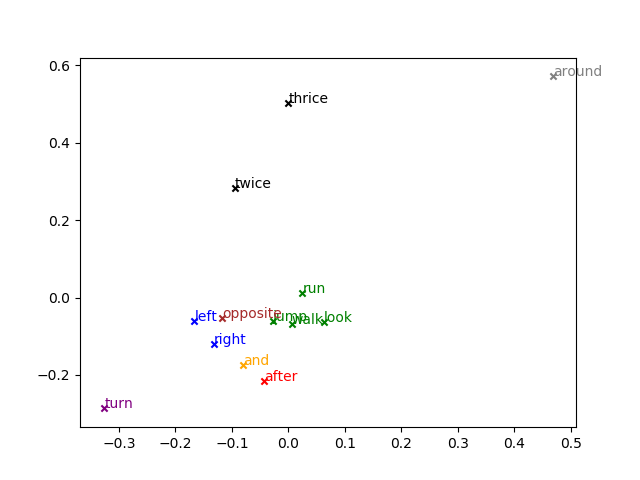 0.6
0.4
0.2
0.0
−0.2
−0.3
−0.2
−0.1
0.0
0.1
0.2
0.3
0.4
0.5
around
thrice
twice
run
left
opposite
jump
walk
look
right
and
after
turn